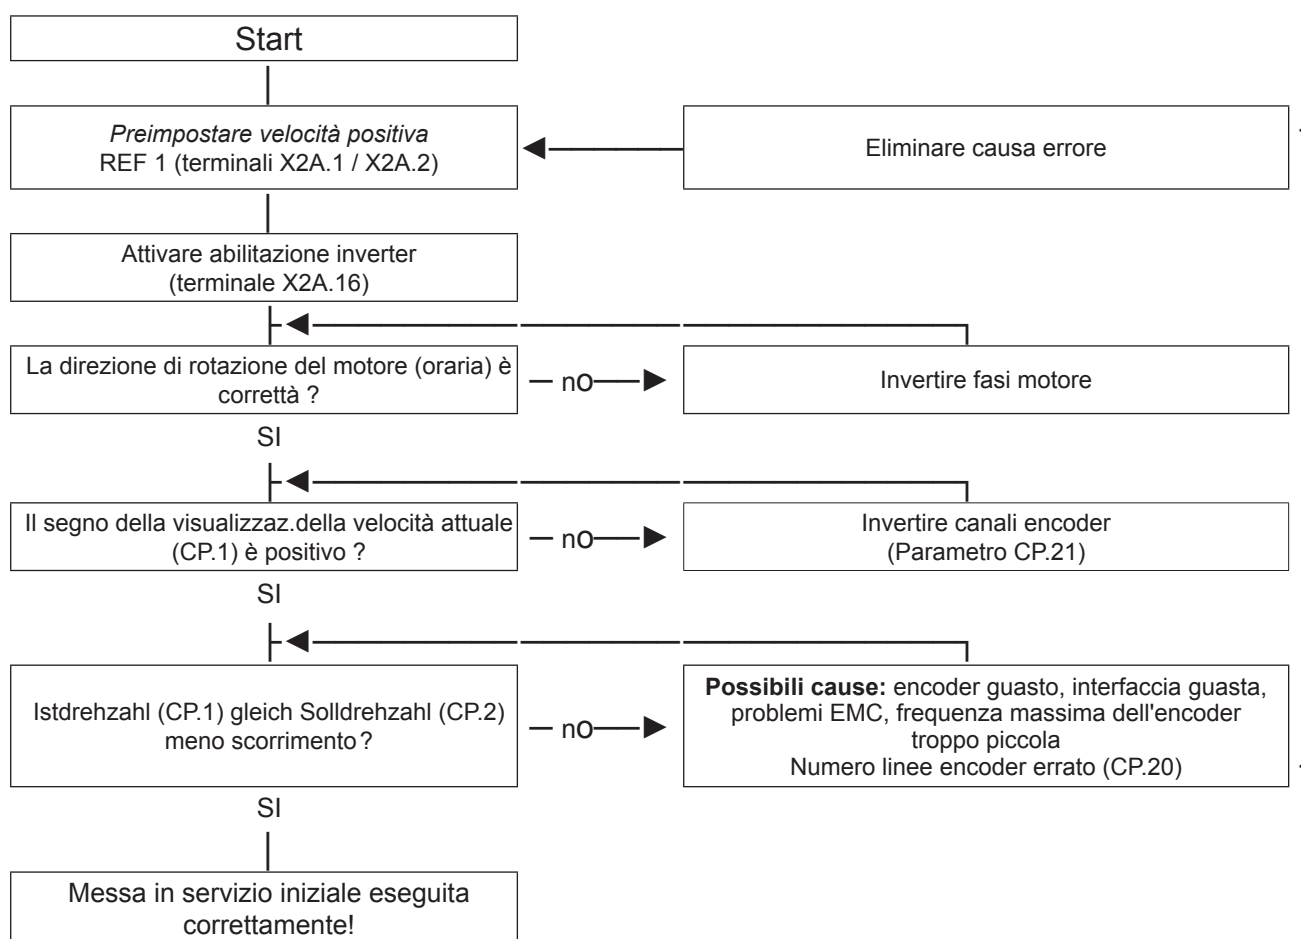 Start
Preimpostare velocità positiva
REF 1 (terminali X2A.1 / X2A.2)
Eliminare causa errore
Attivare abilitazione inverter
(terminale X2A.16)
La direzione di rotazione del motore (oraria) è
correttà ?
no
Invertire fasi motore
SI
Il segno della visualizzaz.della velocità attuale
(CP.1) è positivo ?
no
Invertire canali encoder
(Parametro CP.21)
SI
Istdrehzahl (CP.1) gleich Solldrehzahl (CP.2)
meno scorrimento ?
no
Possibili cause: encoder guasto, interfaccia guasta,
problemi EMC, frequenza massima dell'encoder
troppo piccola
Numero linee encoder errato (CP.20)
SI
Messa in servizio iniziale eseguita
correttamente!